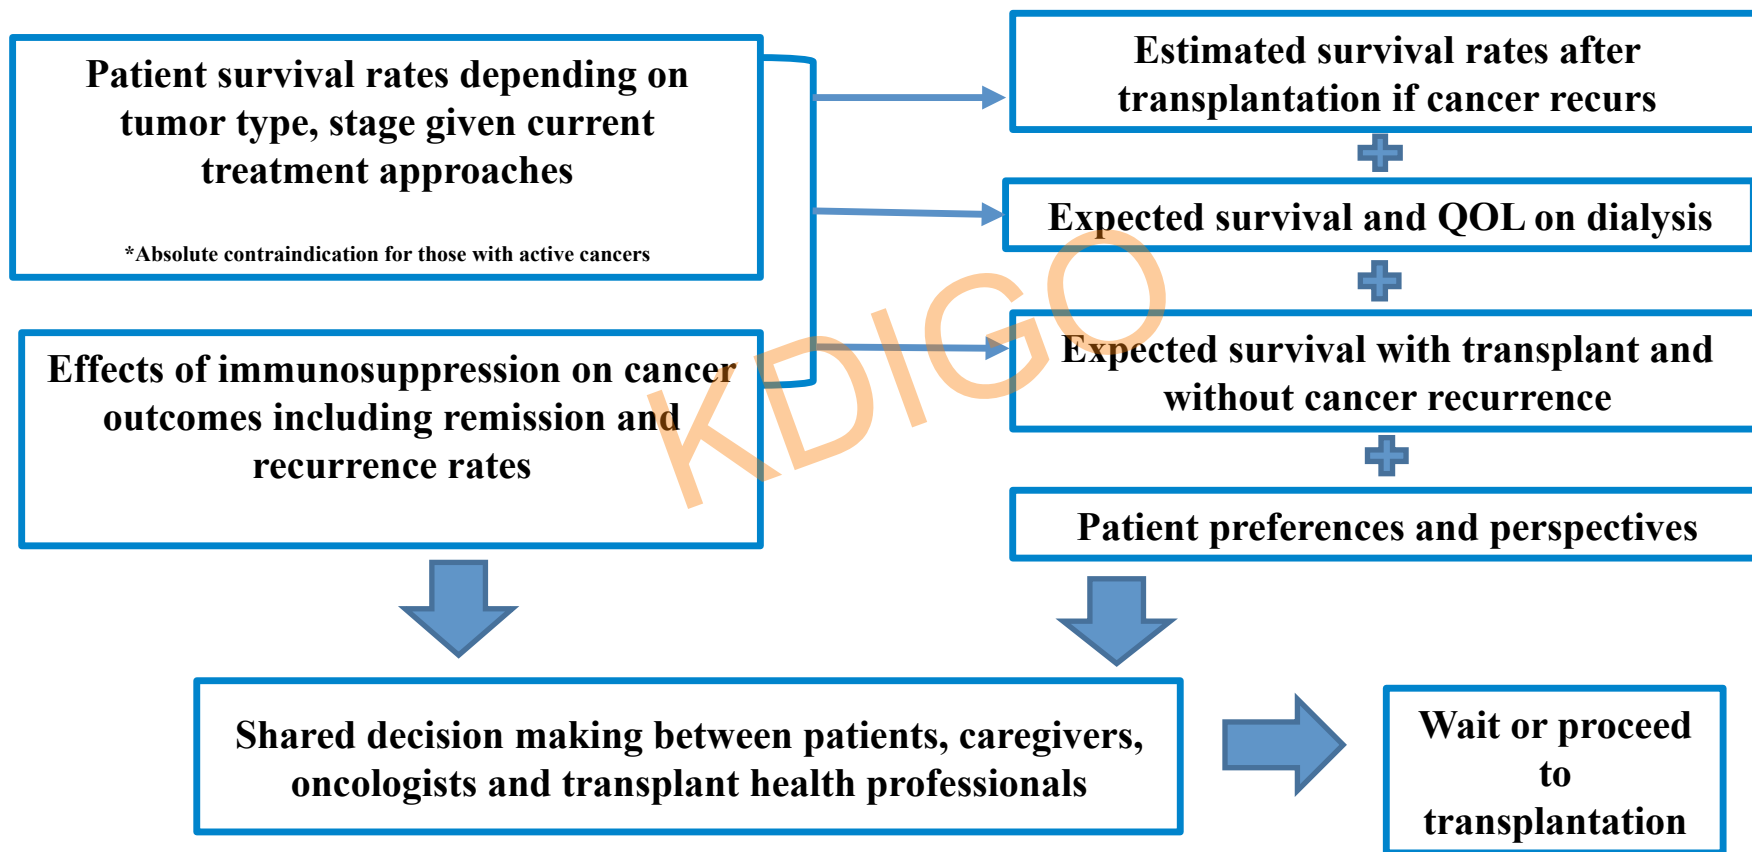 Patient survival rates depending on
tumor type, stage given current
treatment approaches
*Absolute contraindication for those with active cancers
Effects of immunosuppression on cancer
outcomes including remission and
recurrence rates
Estimated survival rates after
transplantation if cancer recurs
Expected survival and QOL on dialysis
Expected survival with transplant and
without cancer recurrence
Patient preferences and perspectives
KDIGO
Shared decision making between patients, caregivers,
oncologists and transplant health professionals
Wait or proceed
to
transplantation